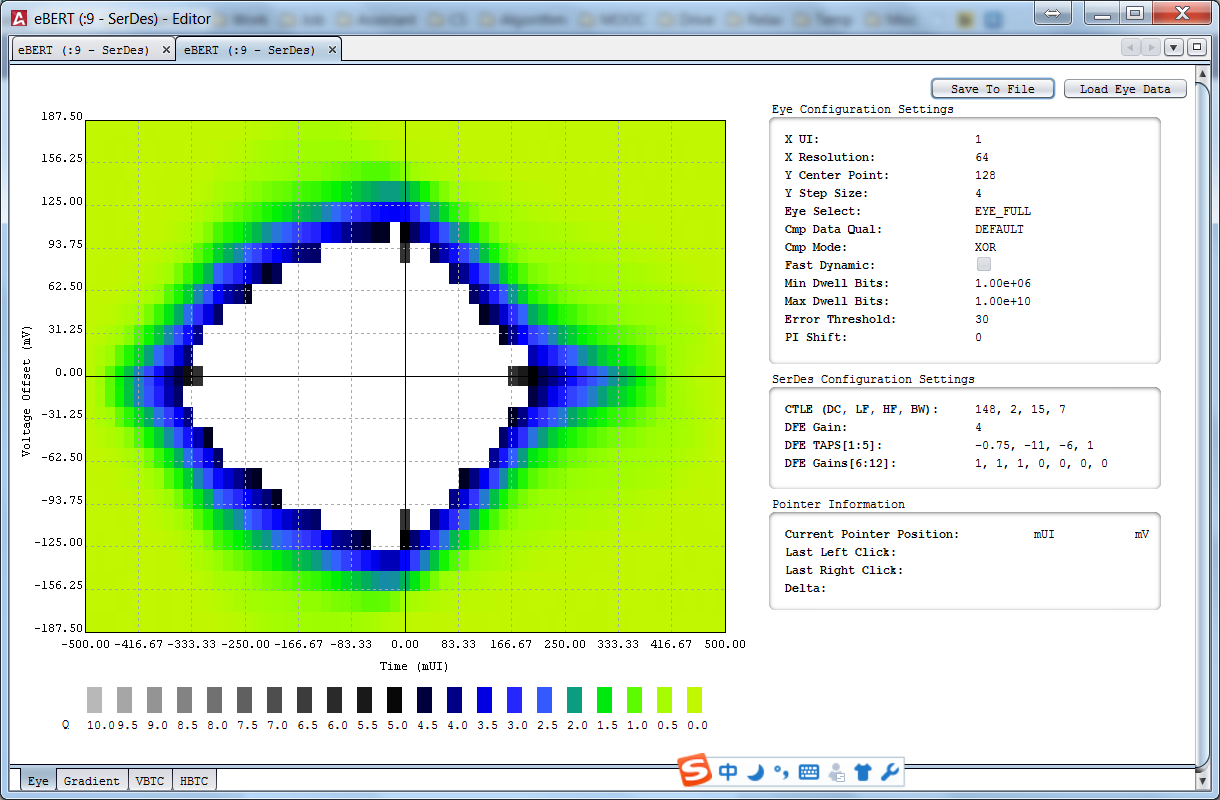 eBERT (:9 - SerDes) - Editor
eBERT (:9 - SerDes) eBERT (:9 - SerDes)
Save To File Load Eye Data
Eye Configuration Settings
X UI: 1
X Resolution: 64
Y Center Point: 128
Y Step Size: 4
Eye Select: EYE_FULL
Cmp Data Qual: DEFAULT
Cmp Mode: XOR
Fast Dynamic:
Min Dwell Bits: 1.00e+06
Max Dwell Bits: 1.00e+10
Error Threshold: 30
PI Shift: 0
SerDes Configuration Settings
CTLE (DC, LF, HF, BW): 148, 2, 15, 7
DFE Gain: 4
DFE TAPS[1:5]: -0.75, -11, -6, 1
DFE Gains[6:12]: 1, 1, 1, 0, 0, 0, 0
Pointer Information
Current Pointer Position: mUI mV
Last Left Click:
Last Right Click:
Delta:
187.50
156.25
125.00
93.75
62.50
31.25
0.00
-31.25
-62.50
-93.75
-125.00
-156.25
-187.50
Voltage Offset (mV)
-500.00 -416.67 -333.33 -250.00 -166.67 -83.33 0.00 83.33 166.67 250.00 333.33 416.67 500.00
Time (mUI)
Q 10.0 9.5 9.0 8.5 8.0 7.5 7.0 6.5 6.0 5.5 5.0 4.5 4.0 3.5 3.0 2.5 2.0 1.5 1.0 0.5 0.0
Eye Gradient VBTC HBTC
中